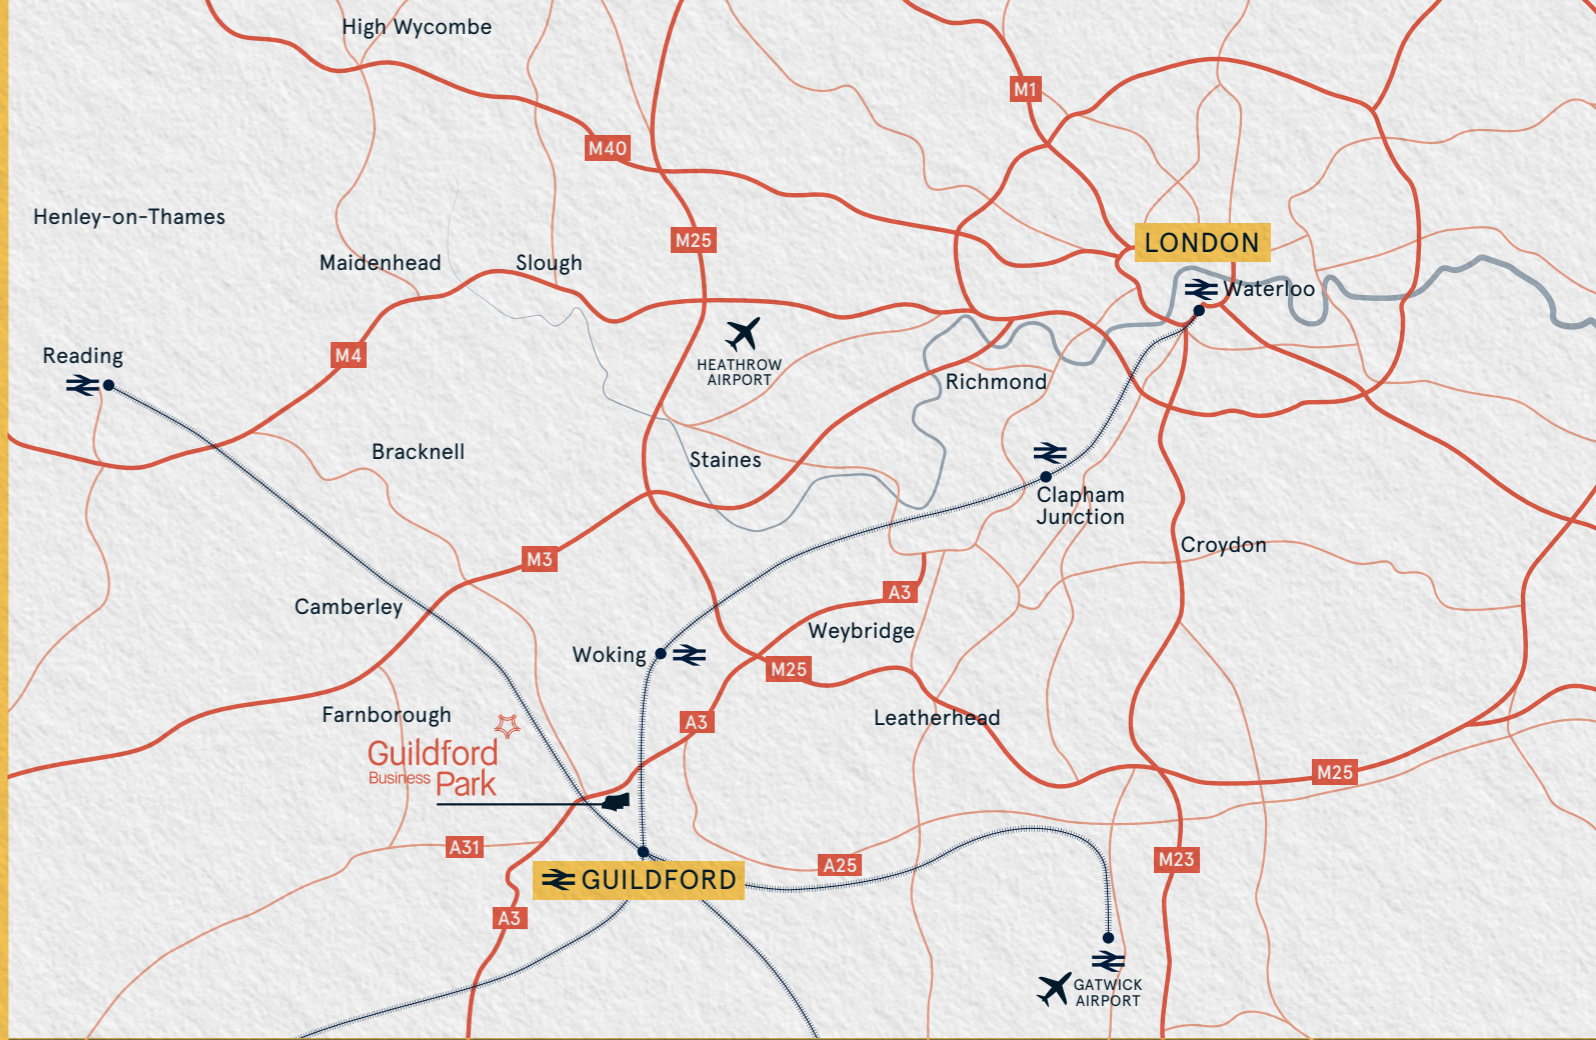 High Wycombe
M1
M40
Henley-on-Thames
M25
LONDON
Maidenhead
Slough
Waterloo
Reading
M4
HEATHROW
AIRPORT
Richmond
Bracknell
Staines
Clapham
Junction
Croydon
M3
A3
Camberley
Weybridge
Woking
M25
Farnborough
A3
Leatherhead
Guildford
Business Park
M25
A31
A25
M23
GUILDFORD
A3
GATWICK
AIRPORT